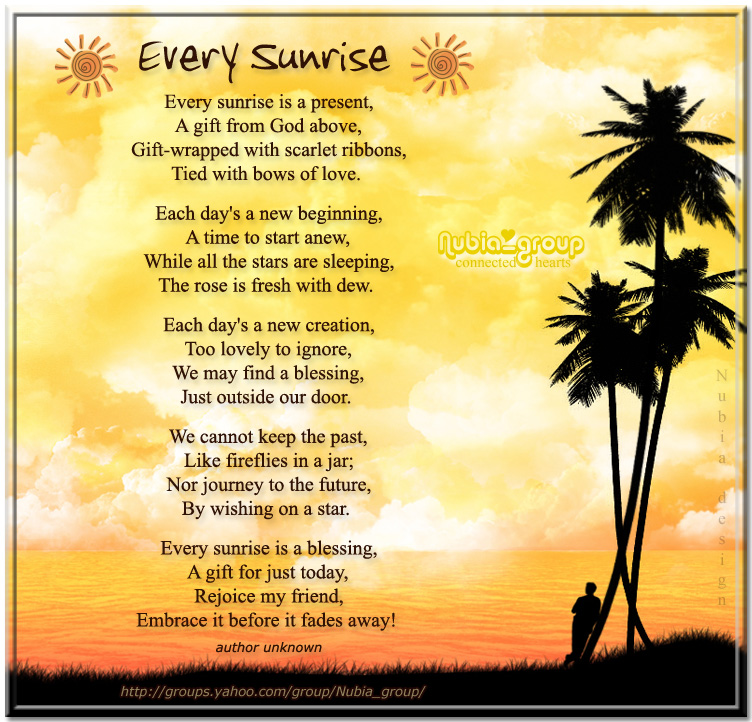 Every Sunrise
Every sunrise is a present,
A gift from God above,
Gift-wrapped with scarlet ribbons,
Tied with bows of love.
Each day's a new beginning,
A time to start anew,
While all the stars are sleeping,
The rose is fresh with dew.
Each day's a new creation,
Too lovely to ignore,
We may find a blessing,
Just outside our door.
We cannot keep the past,
Like fireflies in a jar;
Nor journey to the future,
By wishing on a star.
Every sunrise is a blessing,
A gift for just today,
Rejoice my friend,
Embrace it before it fades away!
author unknown
Nubia_group
connected hearts
Nubia design
http://groups.yahoo.com/group/Nubia_group/